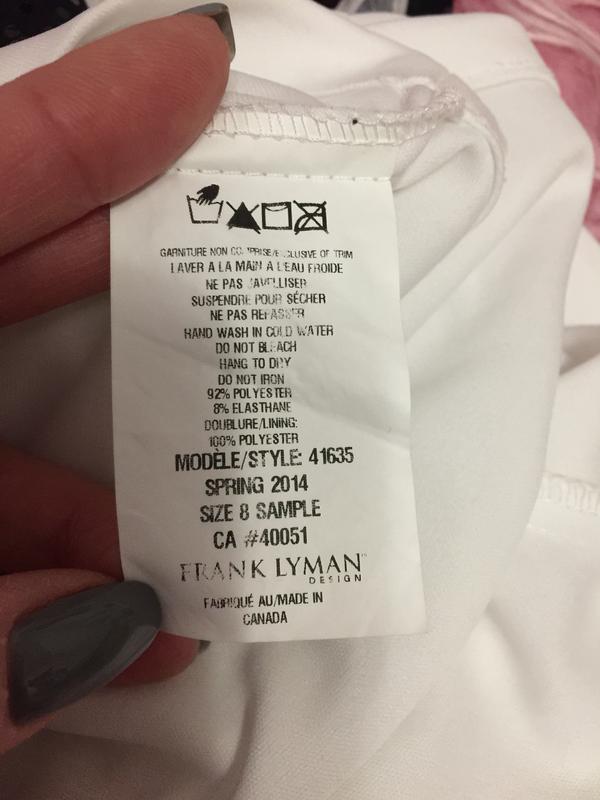 GARNITURE NON COMPRISE/EXCLUSIVE OF TRIM
LAVER A LA MAIN A L'EAU FROIDE
NE PAS JAVELLISER
SUSPENDRE POUR SÉCHER
NE PAS REPASSER
HAND WASH IN COLD WATER
DO NOT BLEACH
HANG TO DRY
DO NOT IRON
92% POLYESTER
8% ELASTHANE
DOUBLURE/LINING:
100% POLYESTER
MODÈLE/STYLE: 41635
SPRING 2014
SIZE 8 SAMPLE
CA #40051
FRANK LYMAN
DESIGN
FABRIQUÉ AU/MADE IN
CANADA